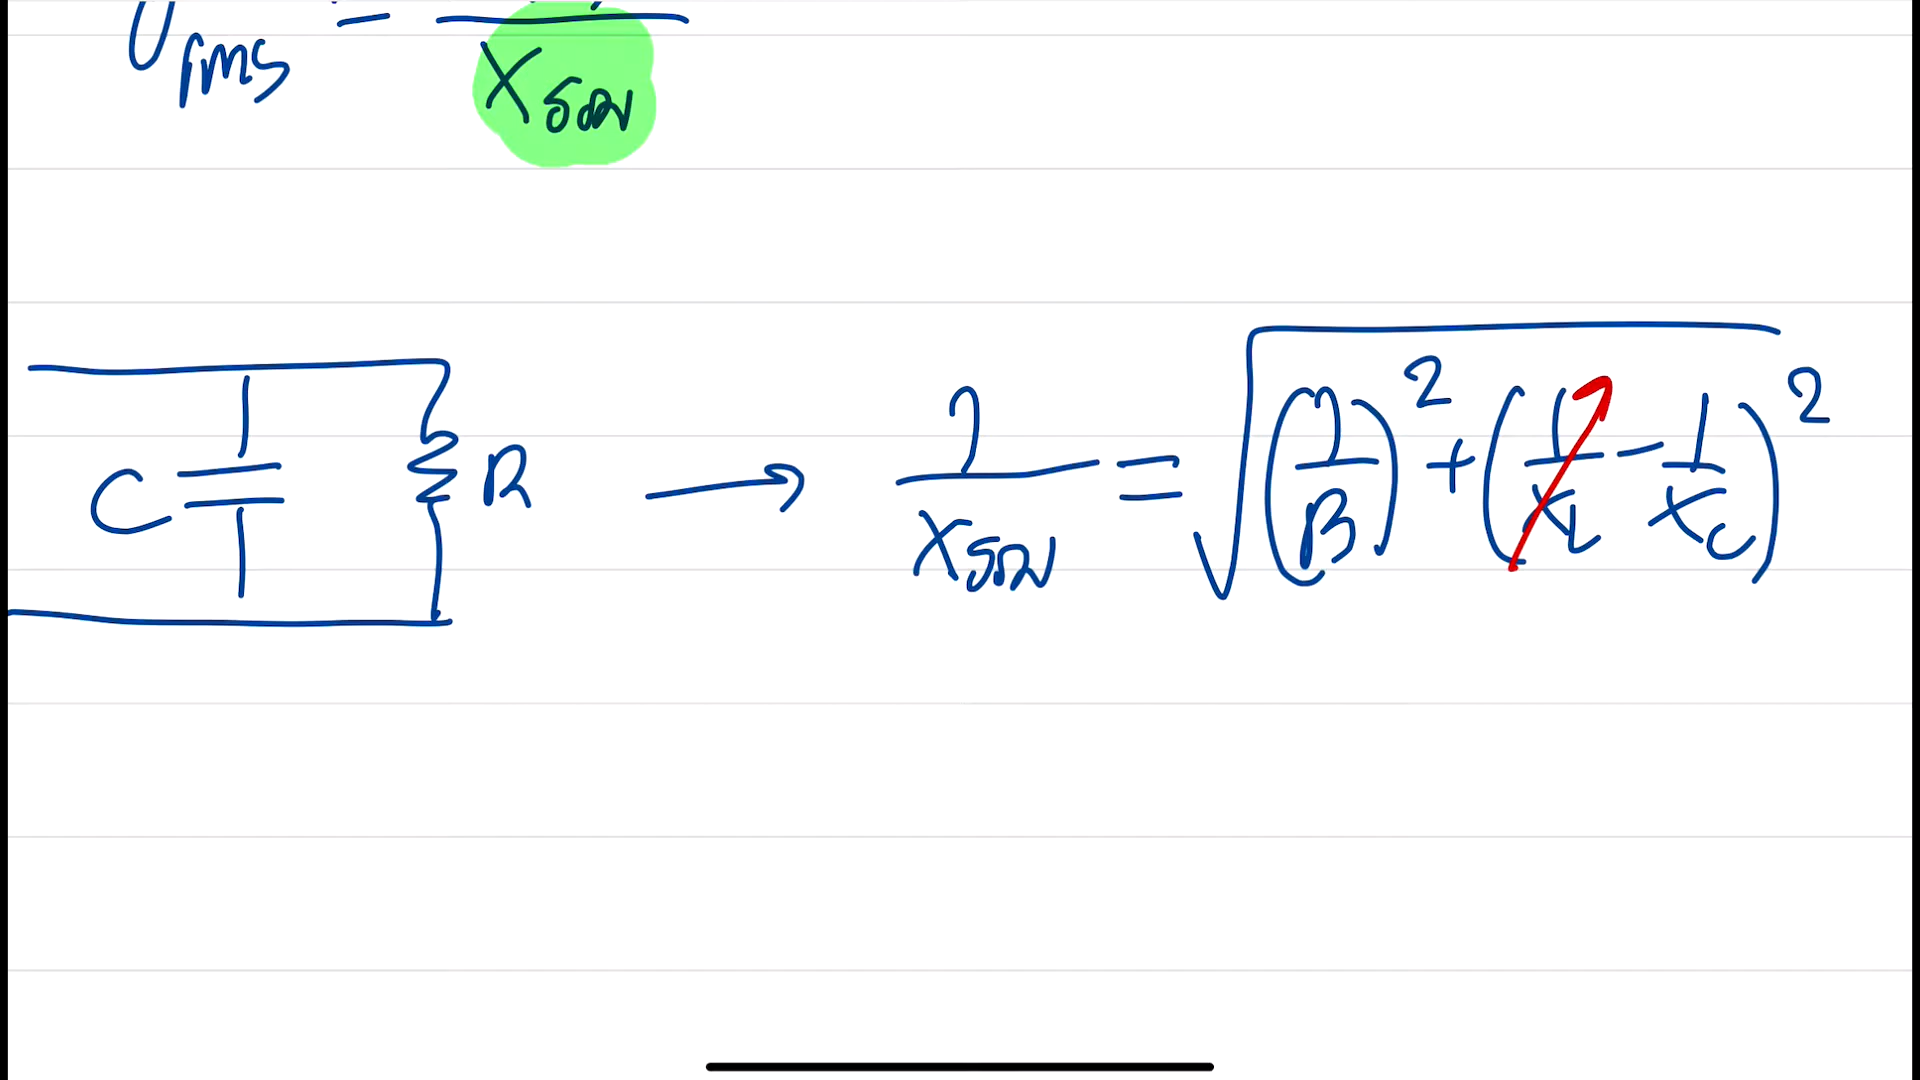 U_rms = / X_รวม
C R → 1/X_รวม = √((1/R)² + (1/X_L - 1/X_C)²)